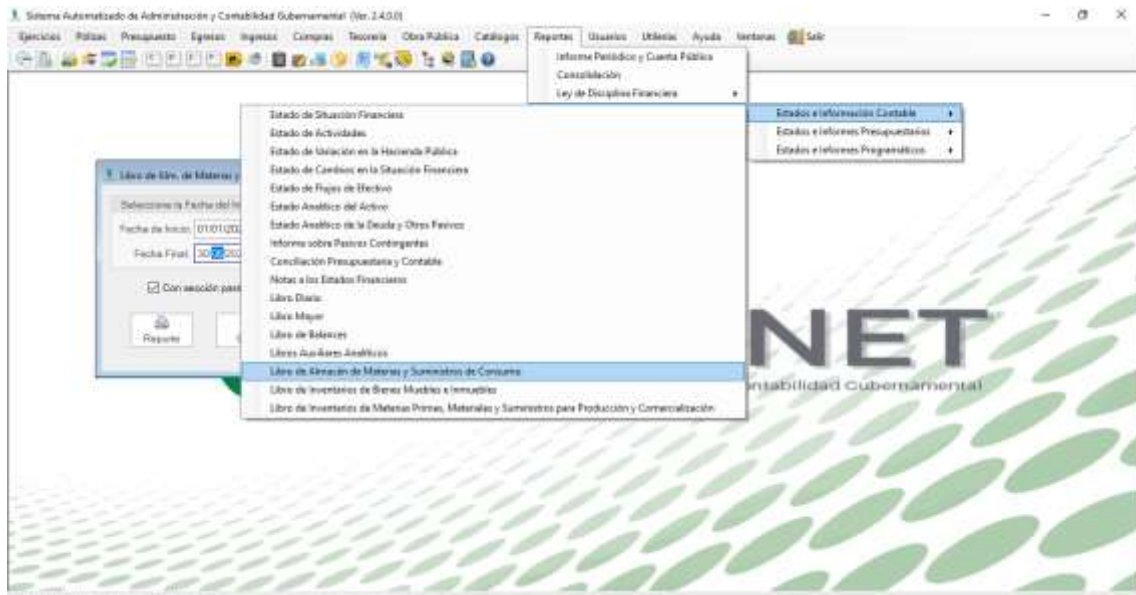 Sistema Automatizado de Administración y Contabilidad Gubernamental (Ver. 2.4.0.0)
Ejercicios Pólizas Presupuesto Egresos Ingresos Compras Tesorería Obra Pública Catálogos Reportes Usuarios Utilerías Ayuda Ventanas Salir
Informe Periódico y Cuenta Pública
Consolidación
Ley de Disciplina Financiera
Estados e Información Contable
Estados e Informes Presupuestarios
Estados e Informes Programáticos
Estado de Situación Financiera
Estado de Actividades
Estado de Variación en la Hacienda Pública
Estado de Cambios en la Situación Financiera
Estado de Flujos de Efectivo
Estado Analítico del Activo
Estado Analítico de la Deuda y Otros Pasivos
Informe sobre Pasivos Contingentes
Conciliación Presupuestaria y Contable
Notas a los Estados Financieros
Libro Diario
Libro Mayor
Libro de Balances
Libros Auxiliares Analíticos
Libro de Almacén de Materias y Suministros de Consumo
Libro de Inventarios de Bienes Muebles e Inmuebles
Libro de Inventarios de Materias Primas, Materiales y Suministros para Producción y Comercialización
Libro de Alm. de Materias y
Seleccione la Fecha del
Fecha de Inicio: 01/01/202
Fecha Final:
Con sección para
Reporte
NET
ntabilidad Gubernamental